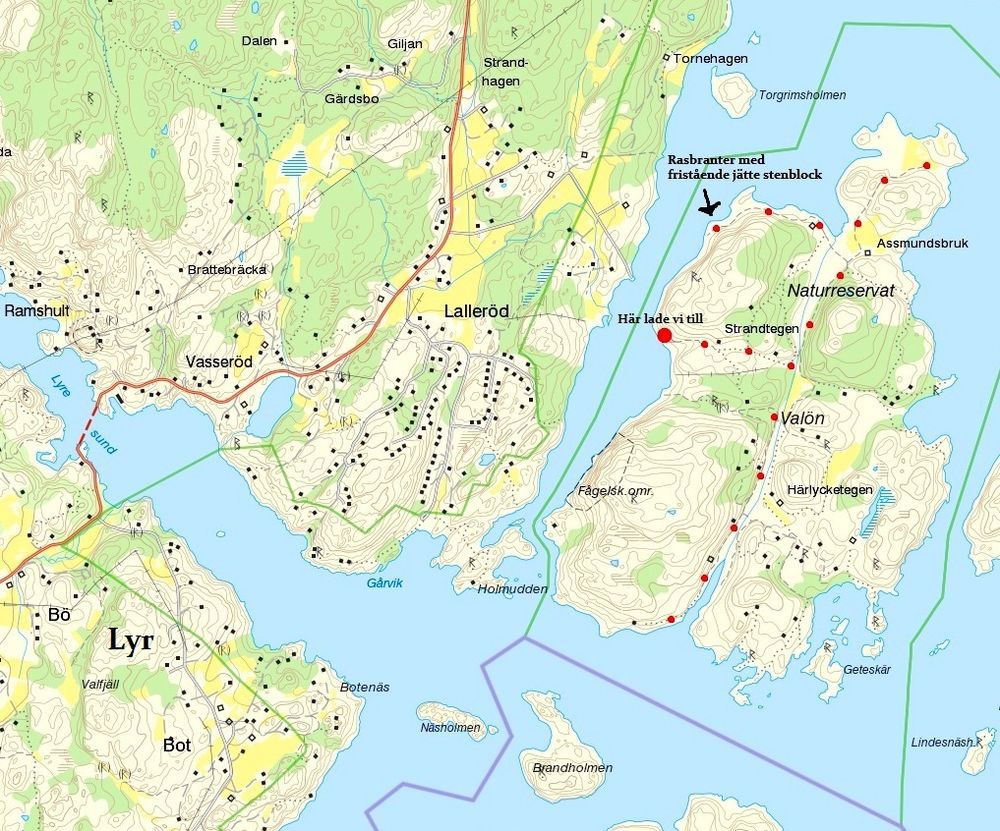 Dalen
Giljan
Strand-
hagen
Tornehagen
Gärdsbo
Torgrimsholmen
da
Rasbranter med
fristående jätte stenblock
Assmundsbruk
Brattebräcka
Naturreservat
Ramshult
Lalleröd
Här lade vi till
Strandtegen
Vasseröd
Lyre
sund
Valön
Fågelsk.omr.
Härlycketegen
Gårvik
Holmudden
Bö
Lyr
Valfjäll
Geteskär
Botenäs
Näsholmen
Bot
Lindesnäsh.
Brandholmen